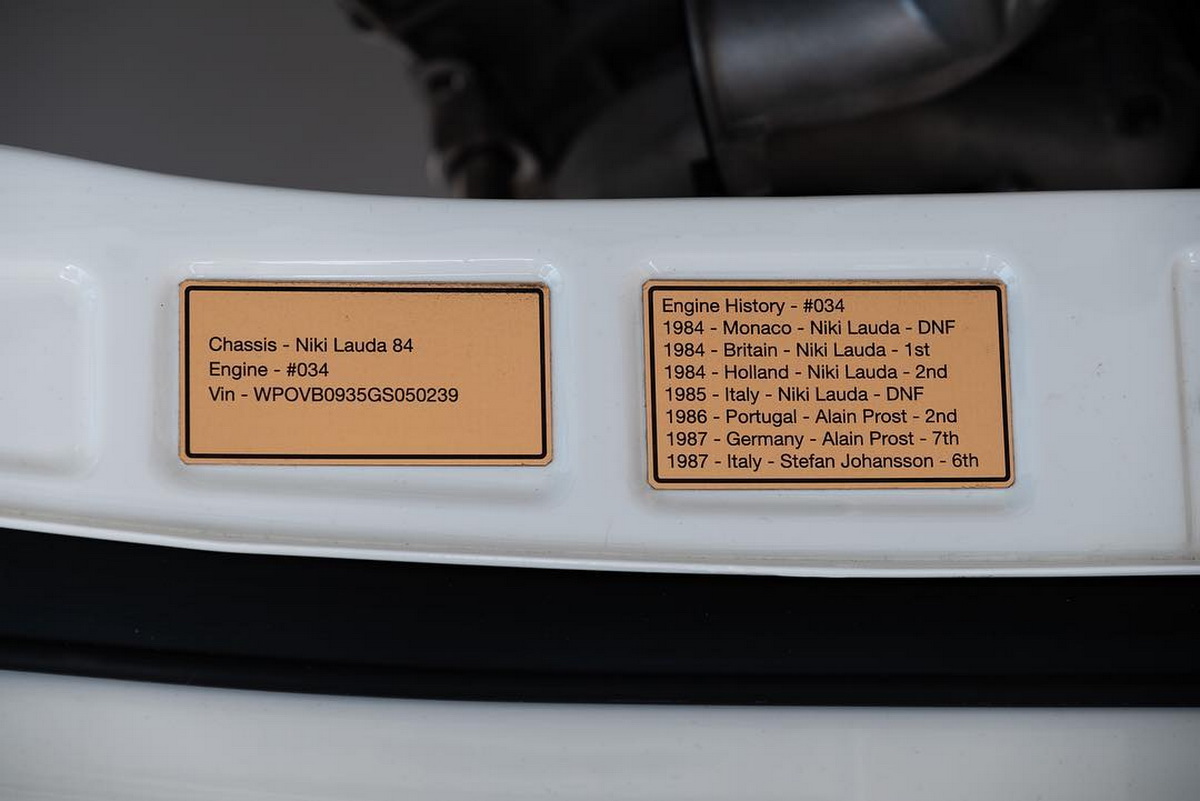 Chassis - Niki Lauda 84
Engine - #034
Vin - WPOVB0935GS050239
Engine History - #034
1984 - Monaco - Niki Lauda - DNF
1984 - Britain - Niki Lauda - 1st
1984 - Holland - Niki Lauda - 2nd
1985 - Italy - Niki Lauda - DNF
1986 - Portugal - Alain Prost - 2nd
1987 - Germany - Alain Prost - 7th
1987 - Italy - Stefan Johansson - 6th